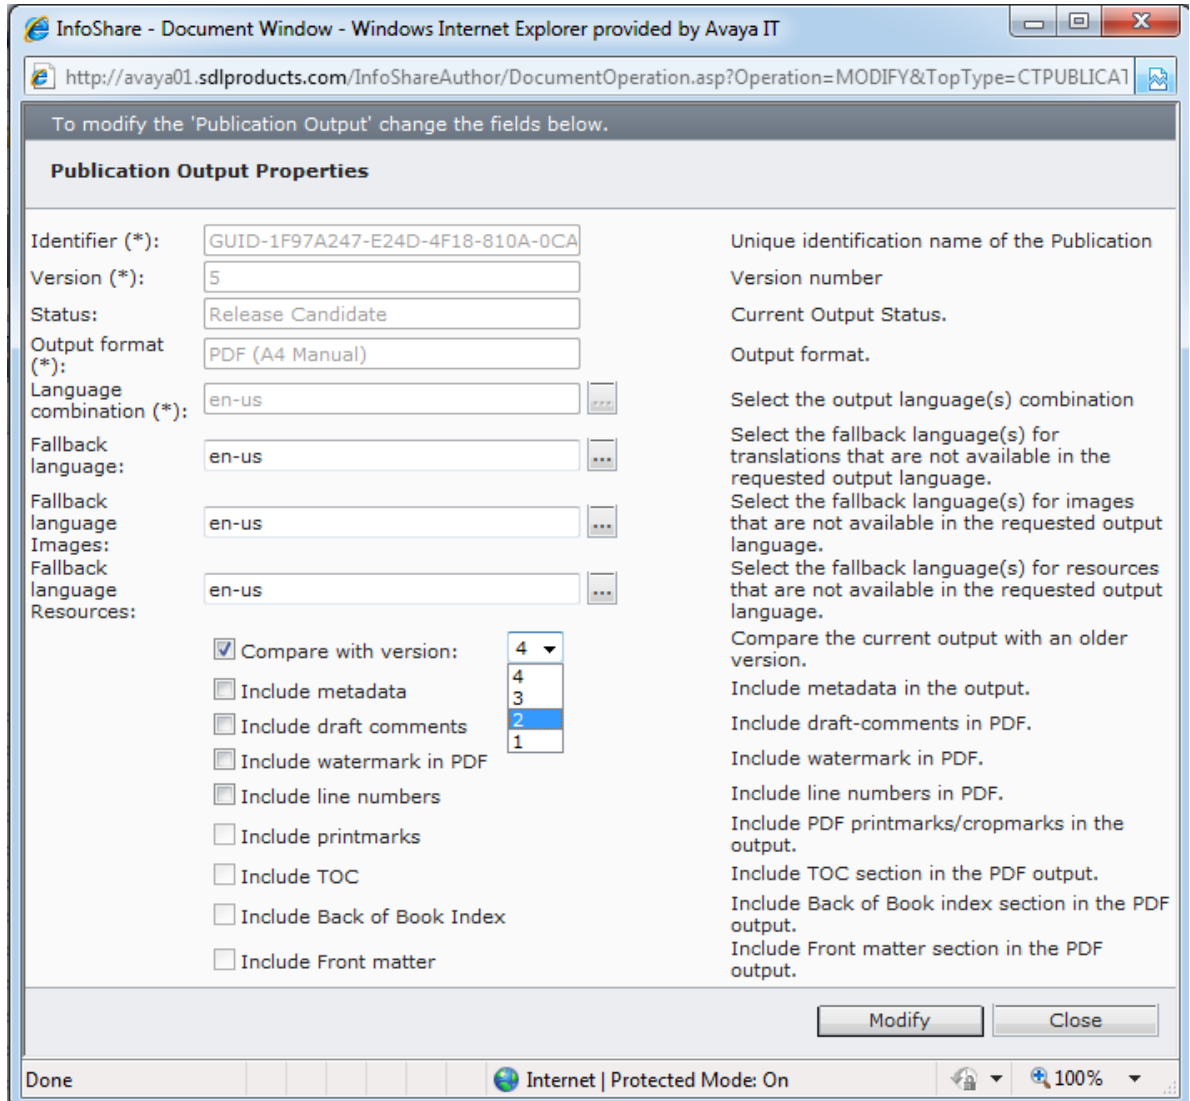 InfoShare - Document Window - Windows Internet Explorer provided by Avaya IT
http://avaya01.sdlproducts.com/InfoShareAuthor/DocumentOperation.asp?Operation=MODIFY&TopType=CTPUBLICAT
To modify the 'Publication Output' change the fields below.
Publication Output Properties
Identifier (*): GUID-1F97A247-E24D-4F18-810A-0CA Unique identification name of the Publication
Version (*): 5 Version number
Status: Release Candidate Current Output Status.
Output format
(*): PDF (A4 Manual) Output format.
Language
combination (*): en-us ... Select the output language(s) combination
Fallback
language: en-us ... Select the fallback language(s) for
translations that are not available in the
requested output language.
Fallback
language
Images: en-us ... Select the fallback language(s) for images
that are not available in the requested output
language.
Fallback
language
Resources: en-us ... Select the fallback language(s) for resources
that are not available in the requested output
language.
Compare with version: 4 Compare the current output with an older
version.
4
3
2
1
Include metadata Include metadata in the output.
Include draft comments Include draft-comments in PDF.
Include watermark in PDF Include watermark in PDF.
Include line numbers Include line numbers in PDF.
Include printmarks Include PDF printmarks/cropmarks in the
output.
Include TOC Include TOC section in the PDF output.
Include Back of Book Index Include Back of Book index section in the PDF
output.
Include Front matter Include Front matter section in the PDF
output.
Modify Close
Done Internet | Protected Mode: On 100%